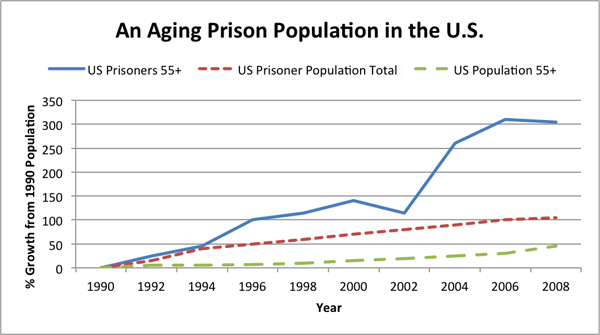 An Aging Prison Population in the U.S.
US Prisoners 55+ US Prisoner Population Total US Population 55+
% Growth from 1990 Population
350
300
250
200
150
100
50
0
1990 1992 1994 1996 1998 2000 2002 2004 2006 2008
Year